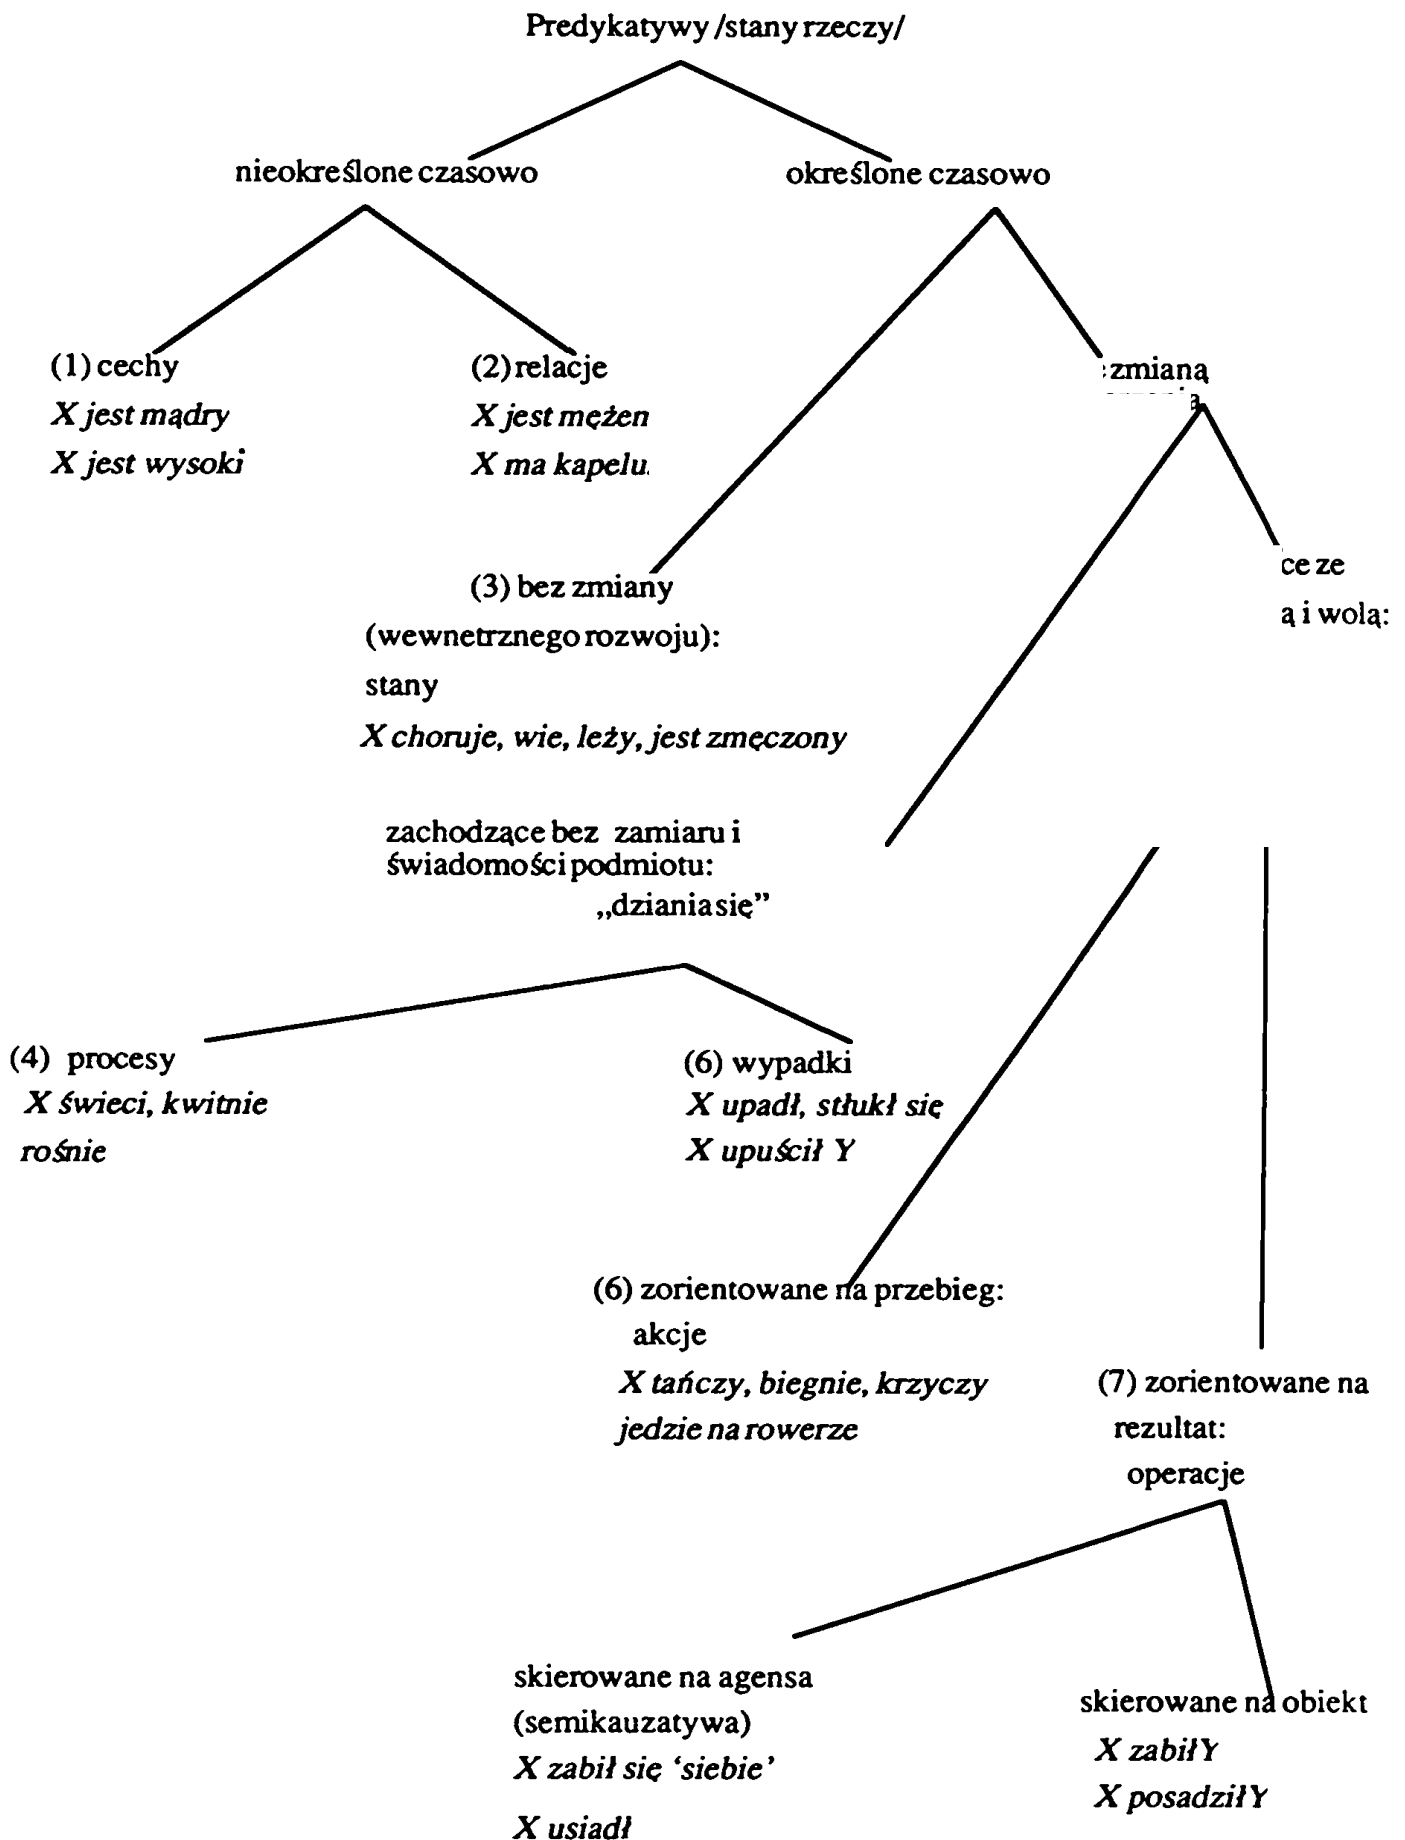 Predykatywy /stany rzeczy/
nieokreślone czasowo
określone czasowo
(1) cechy
X jest mądry
X jest wysoki
(2) relacje
X jest mężen
X ma kapelu
zmianą
(3) bez zmiany
(wewnetrznego rozwoju):
stany
X choruje, wie, leży, jest zmęczony
ce ze
ą i wolą:
zachodzące bez zamiaru i
świadomości podmiotu:
„dziania się”
(4) procesy
X świeci, kwitnie
rośnie
(6) wypadki
X upadł, stłukł się
X upuścił Y
(6) zorientowane na przebieg:
akcje
X tańczy, biegnie, krzyczy
jedzie na rowerze
(7) zorientowane na
rezultat:
operacje
skierowane na agensa
(semikauzatywa)
X zabił się ‘siebie’
X usiadł
skierowane na obiekt
X zabił Y
X posadził Y